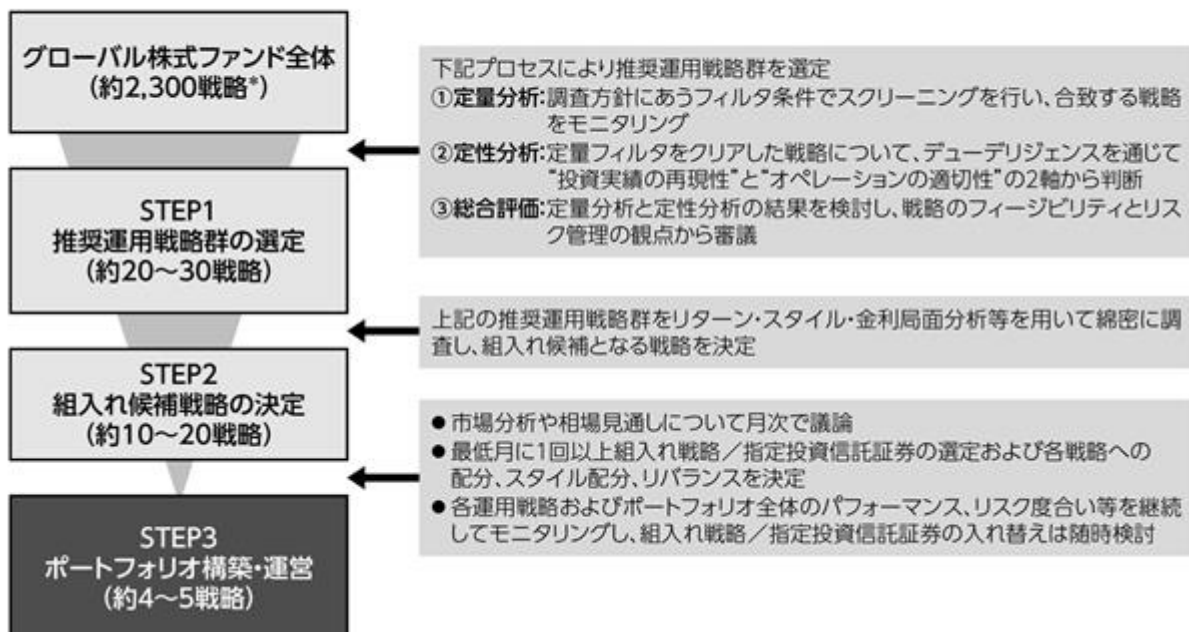 グローバル株式ファンド全体
(約2,300戦略*)
下記プロセスにより推奨運用戦略群を選定
①定量分析:調査方針にあうフィルタ条件でスクリーニングを行い、合致する戦略
をモニタリング
②定性分析:定量フィルタをクリアした戦略について、デューデリジェンスを通じて
“投資実績の再現性”と“オペレーションの適切性”の2軸から判断
③総合評価:定量分析と定性分析の結果を検討し、戦略のフィージビリティとリス
ク管理の観点から審議
STEP1
推奨運用戦略群の選定
(約20～30戦略)
上記の推奨運用戦略群をリターン・スタイル・金利局面分析等を用いて綿密に調
査し、組入れ候補となる戦略を決定
STEP2
組入れ候補戦略の決定
(約10～20戦略)
● 市場分析や相場見通しについて月次で議論
● 最低月に1回以上組入れ戦略／指定投資信託証券の選定および各戦略への
配分、スタイル配分、リバランスを決定
● 各運用戦略およびポートフォリオ全体のパフォーマンス、リスク度合い等を継続
してモニタリングし、組入れ戦略／指定投資信託証券の入れ替えは随時検討
STEP3
ポートフォリオ構築・運営
(約4～5戦略)